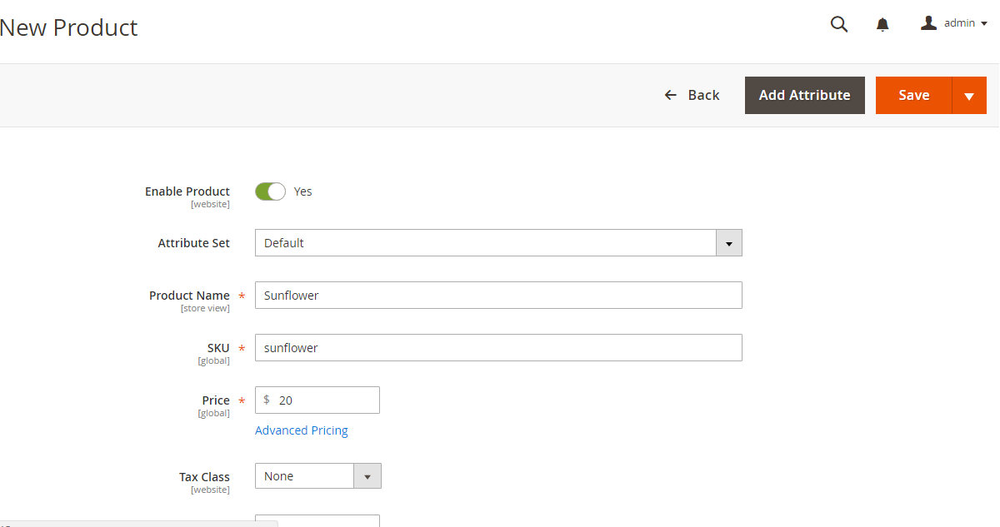 New Product
admin
Back
Add Attribute
Save
Enable Product
Yes
[website]
Attribute Set
Default
Product Name *
Sunflower
[store view]
SKU *
sunflower
[global]
Price *
$ 20
[global]
Advanced Pricing
Tax Class
None
[website]